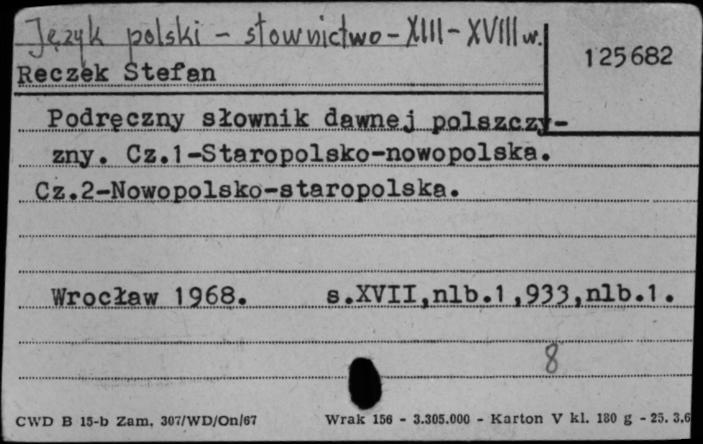 Język polski - słownictwo - XIII - XVIII w.
125682
Reczek Stefan
Podręczny słownik dawnej polszczy-
zny. Cz.1-Staropolsko-nowopolska.
Cz.2-Nowopolsko-staropolska.
Wrocław 1968. s.XVII,nlb.1,933,nlb.1.
8
CWD B 15-b Zam. 307/WD/On/67 Wrak 156 - 3.305.000 - Karton V kl. 180 g - 25. 3.6